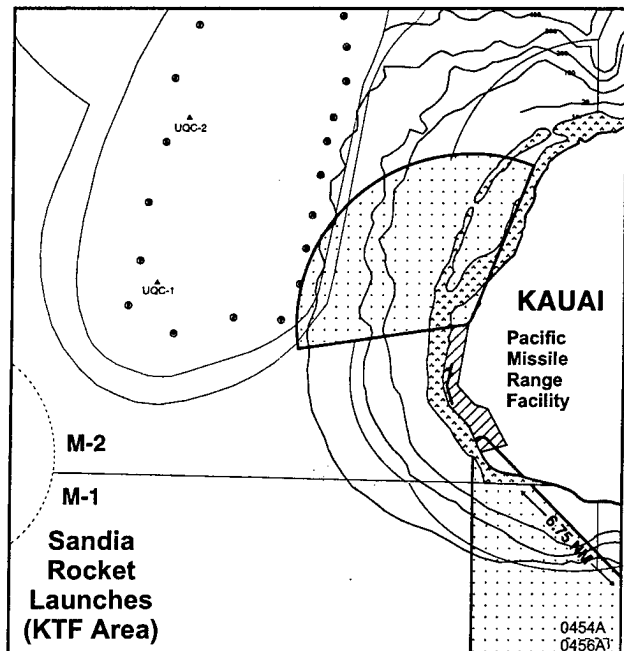 UQC-2
UQC-1
KAUAI
Pacific
Missile
Range
Facility
M-2
M-1
Sandia
Rocket
Launches
(KTF Area)
6.75 NM
0454A
0456A